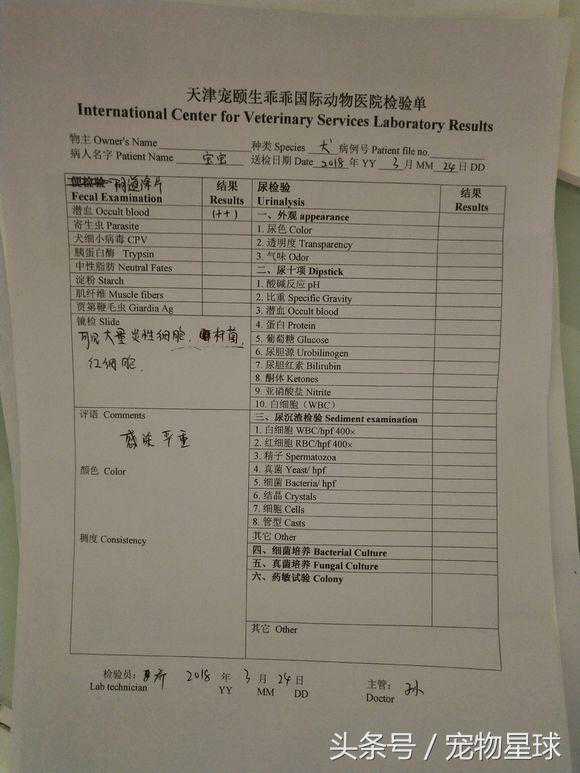 天津宠颐生乖乖国际动物医院检验单
International Center for Veterinary Services Laboratory Results
物主 Owner's Name 种类 Species 犬 病例号 Patient file no.
病人名字 Patient Name 宝宝 送检日期 Date 2018 年 YY 3 月 MM 24 日 DD
便检验 阴道涂片
Fecal Examination
结果
Results
潜血 Occult blood (++)
寄生虫 Parasite
犬细小病毒 CPV
胰蛋白酶 Trypsin
中性脂肪 Neutral Fates
淀粉 Starch
肌纤维 Muscle fibers
贾第鞭毛虫 Giardin Ag
镜检 Slide
可见大量炎性细胞、杆菌
红细胞
评语 Comments
感染严重
颜色 Color
稠度 Consistency
尿检验
Urinalysis
结果
Results
一、外观 appearance
1. 尿色 Color
2. 透明度 Transparency
3. 气味 Odor
二、尿十项 Dipstick
1. 酸碱反应 pH
2. 比重 Specific Gravity
3. 潜血 Occult blood
4. 蛋白 Protein
5. 葡萄糖 Glucose
6. 尿胆源 Urobilinogen
7. 尿胆红素 Bilirubin
8. 酮体 Ketones
9. 亚硝酸盐 Nitrite
10. 白细胞（WBC）
三、尿沉渣检验 Sediment examination
1. 白细胞 WBC/hpf 400×
2. 红细胞 RBC/hpf 400×
3. 精子 Spermatozoa
4. 真菌 Yeast/ hpf
5. 细菌 Bacteria/ hpf
6. 结晶 Crystals
7. 细胞 Cells
8. 管型 Casts
其它 Other
四、细菌培养 Bacterial Culture
五、真菌培养 Fungal Culture
六、药敏试验 Colony
其它 Other
检验员： 2018 年 3 月 24 日
Lab technician YY MM DD
主管： 孙
Doctor
头条号 / 宠物星球